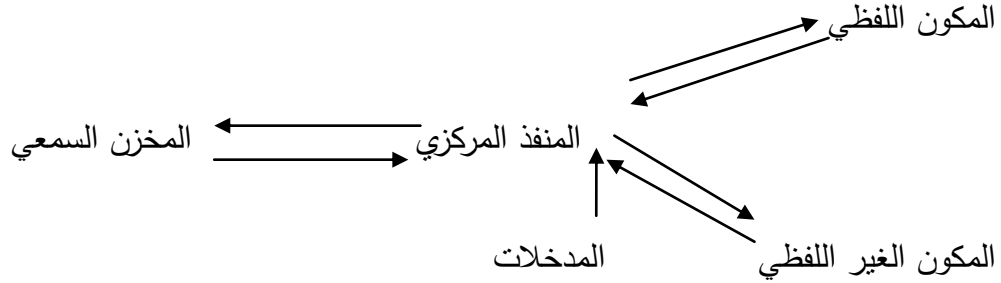 المكون اللفظي
المنفذ المركزي
المخزن السمعي
المكون الغير اللفظي
المدخلات